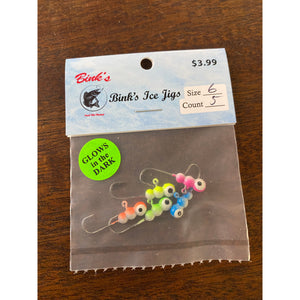 Bink's
$3.99
Bink's Ice Jigs
Size 6
Count 5
GLOWS
in the
DARK